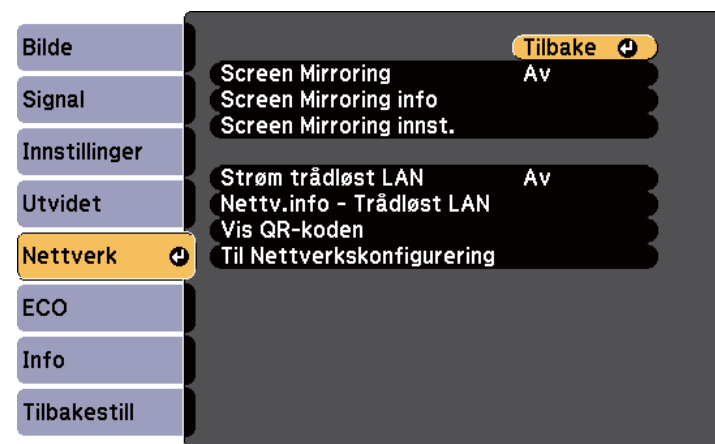 Bilde
Signal
Innstillinger
Utvidet
Nettverk
ECO
Info
Tilbakestill
Tilbake
Screen Mirroring Av
Screen Mirroring info
Screen Mirroring innst.
Strøm trådløst LAN Av
Nettv.info - Trådløst LAN
Vis QR-koden
Til Nettverkskonfigurering